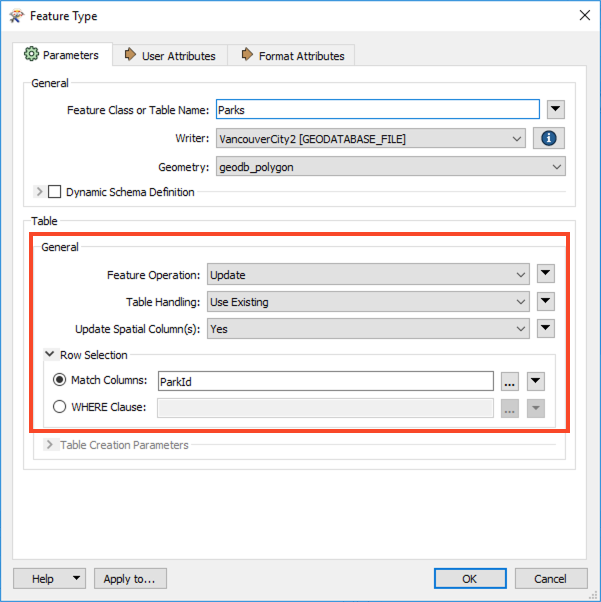 Feature Type
Parameters User Attributes Format Attributes
General
Feature Class or Table Name: Parks
Writer: VancouverCity2 [GEODATABASE_FILE]
Geometry: geodb_polygon
Dynamic Schema Definition
Table
General
Feature Operation: Update
Table Handling: Use Existing
Update Spatial Column(s): Yes
Row Selection
Match Columns: ParkId ...
WHERE Clause: ...
Table Creation Parameters
Help Apply to... OK Cancel